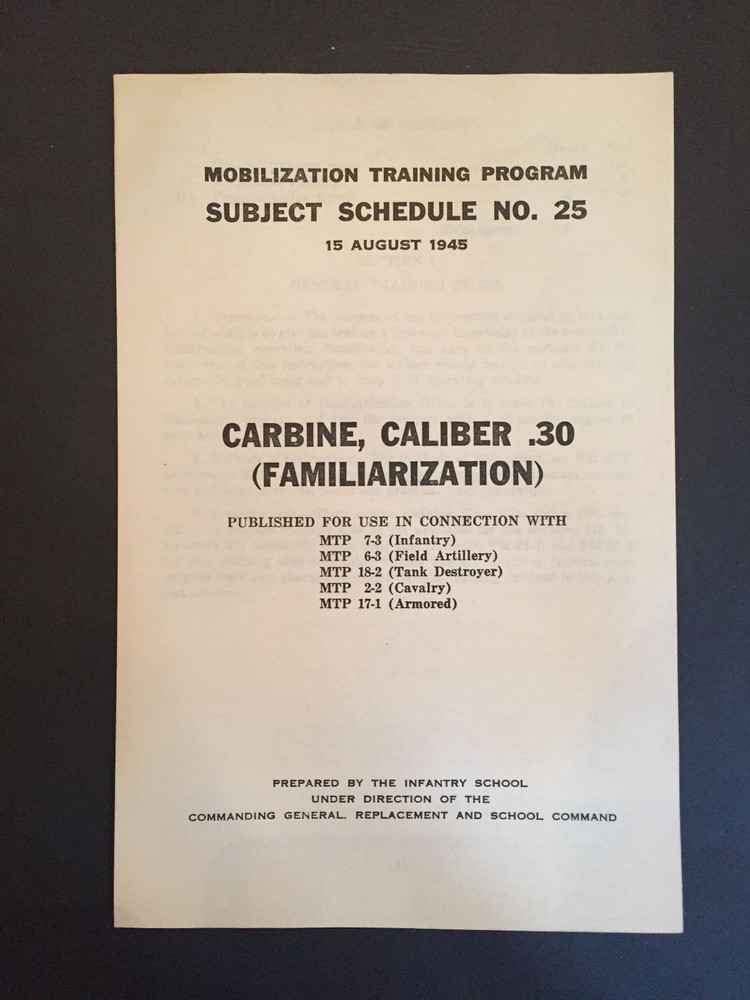 MOBILIZATION TRAINING PROGRAM
SUBJECT SCHEDULE NO. 25
15 AUGUST 1945
CARBINE, CALIBER .30
(FAMILIARIZATION)
PUBLISHED FOR USE IN CONNECTION WITH
MTP 7-3 (Infantry)
MTP 6-3 (Field Artillery)
MTP 18-2 (Tank Destroyer)
MTP 2-2 (Cavalry)
MTP 17-1 (Armored)
PREPARED BY THE INFANTRY SCHOOL
UNDER DIRECTION OF THE
COMMANDING GENERAL, REPLACEMENT AND SCHOOL COMMAND